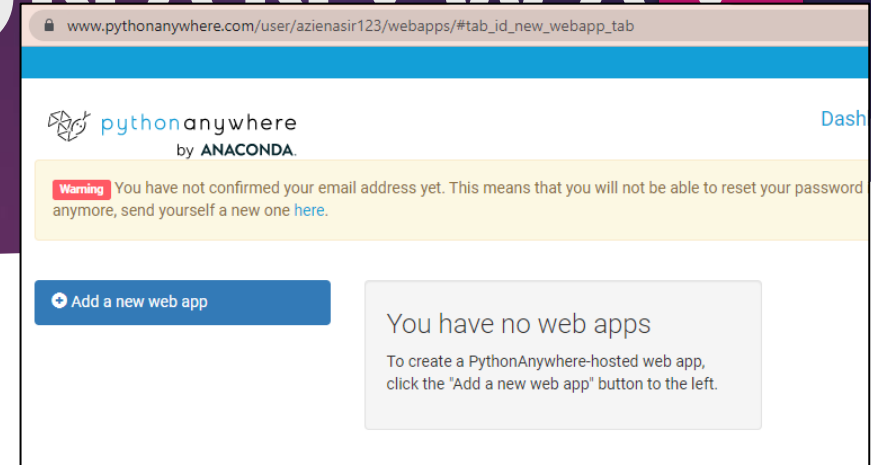 www.pythonanywhere.com/user/azienasir123/webapps/#tab_id_new_webapp_tab
pythonanywhere
by ANACONDA.
Warning You have not confirmed your email address yet. This means that you will not be able to reset your password
anymore, send yourself a new one here.
Add a new web app
You have no web apps
To create a PythonAnywhere-hosted web app,
click the "Add a new web app" button to the left.